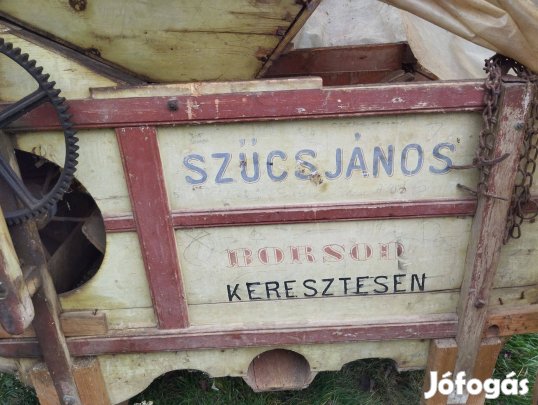 SZŰCS JÁNOS
BORSOD
KERESZTESEN
Jófogás